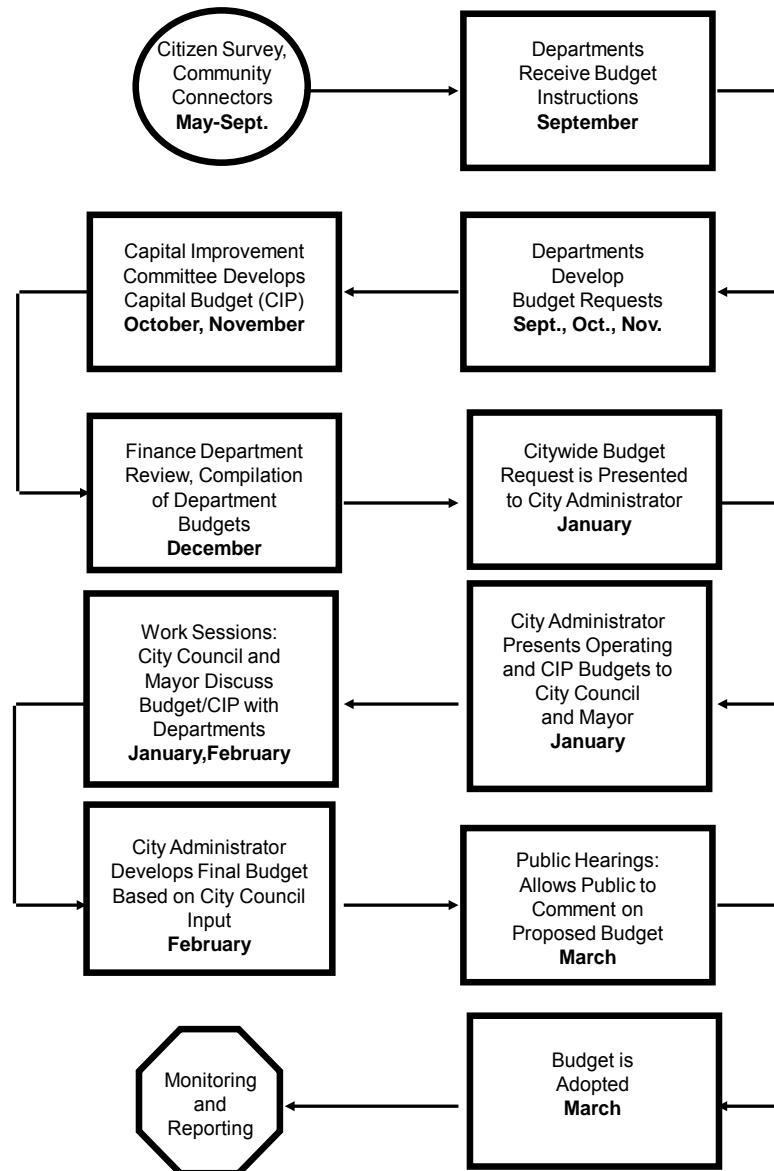 Citizen Survey,
Community
Connectors
May-Sept.
Departments
Receive Budget
Instructions
September
Departments
Develop
Budget Requests
Sept., Oct., Nov.
Capital Improvement
Committee Develops
Capital Budget (CIP)
October, November
Finance Department
Review, Compilation
of Department
Budgets
December
Citywide Budget
Request is Presented
to City Administrator
January
City Administrator
Presents Operating
and CIP Budgets to
City Council
and Mayor
January
Work Sessions:
City Council and
Mayor Discuss
Budget/CIP with
Departments
January,February
City Administrator
Develops Final Budget
Based on City Council
Input
February
Public Hearings:
Allows Public to
Comment on
Proposed Budget
March
Budget is
Adopted
March
Monitoring
and
Reporting